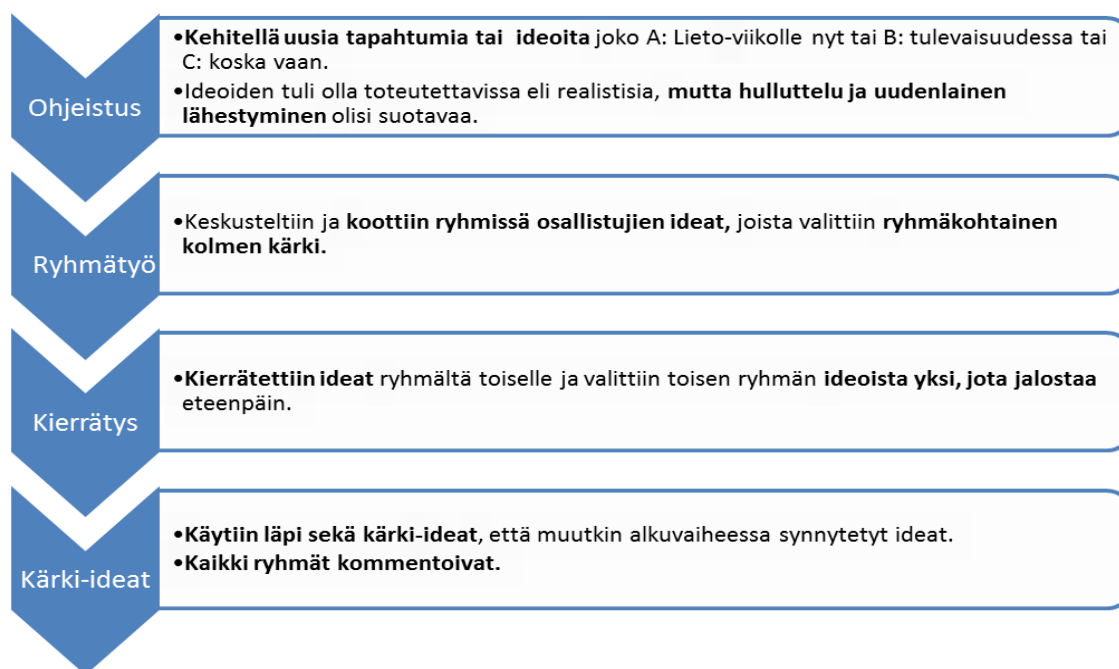 •Kehitellä uusia tapahtumia tai ideoita joko A: Lieto-viikolle nyt tai B: tulevaisuudessa tai
C: koska vaan.
•Ideoiden tuli olla toteutettavissa eli realistisia, mutta hulluttelu ja uudenlainen
lähestyminen olisi suotavaa.
Ohjeistus
•Keskusteltiin ja koottiin ryhmissä osallistujien ideat, joista valittiin ryhmäkohtainen
kolmen kärki.
Ryhmätyö
•Kierrätettiin ideat ryhmältä toiselle ja valittiin toisen ryhmän ideoista yksi, jota jalostaa
eteenpäin.
Kierrätys
•Käytiin läpi sekä kärki-ideat, että muutkin alkuvaiheessa synnytetyt ideat.
•Kaikki ryhmät kommentoivat.
Kärki-ideat